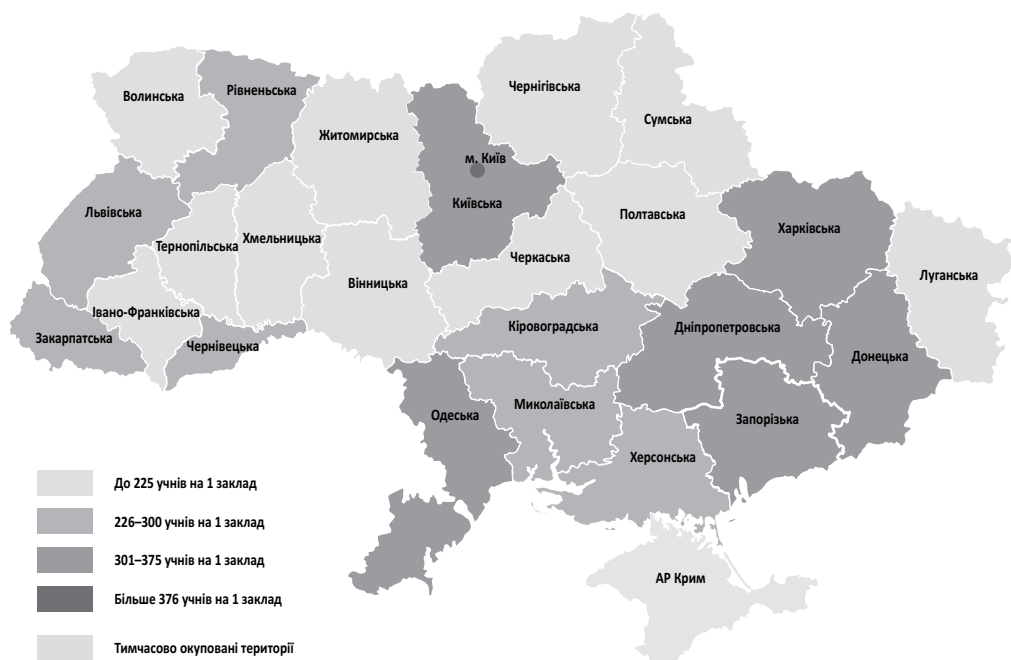 Чернігівська
Волинська
Рівненьська
Сумська
Житомирська
м. Київ
Київська
Львівська
Полтавська
Харківська
Хмельницька
Тернопільська
Черкаська
Луганська
Вінницька
Івано-Франківська
Кіровоградська
Дніпропетровська
Закарпатська
Чернівецька
Донецька
Миколаївська
Одеська
Запорізька
Херсонська
До 225 учнів на 1 заклад
226–300 учнів на 1 заклад
301–375 учнів на 1 заклад
АР Крим
Більше 376 учнів на 1 заклад
Тимчасово окуповані території